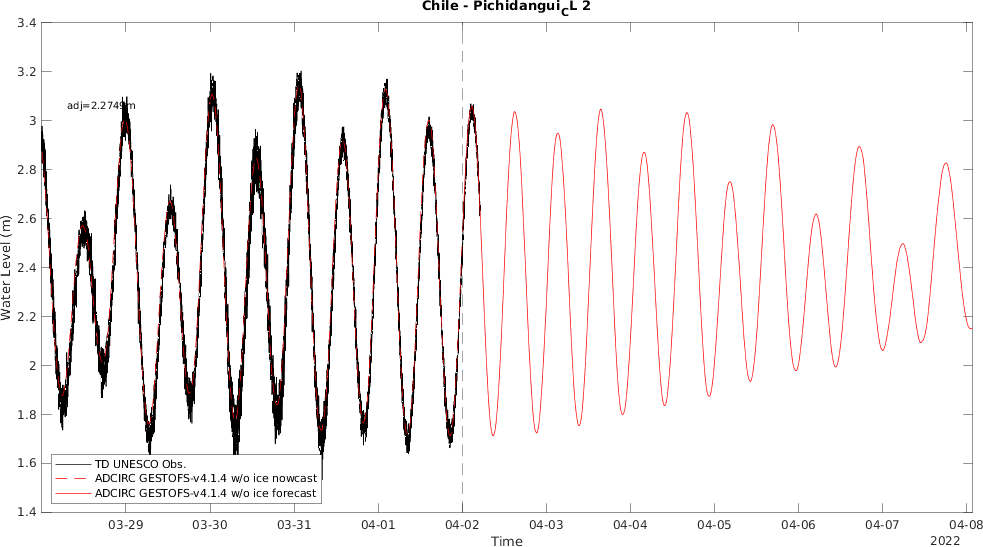 Chile - PichidanguiCL 2
3.4
3.2
3
2.8
2.6
2.4
2.2
2
1.8
1.6
1.4
Water Level (m)
adj=2.2749m
TD UNESCO Obs.
ADCIRC GESTOFS-v4.1.4 w/o ice nowcast
ADCIRC GESTOFS-v4.1.4 w/o ice forecast
03-29 03-30 03-31 04-01 04-02 04-03 04-04 04-05 04-06 04-07 04-08
Time
2022